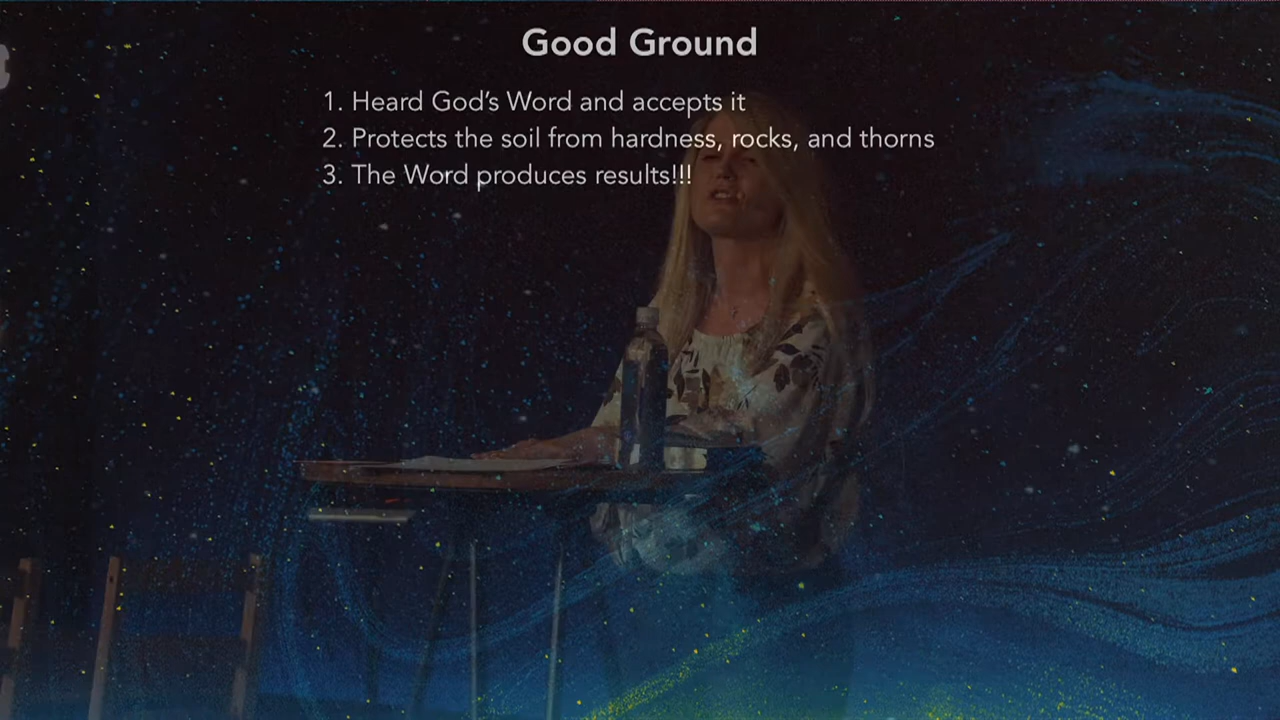 Good Ground
1. Heard God's Word and accepts it
2. Protects the soil from hardness, rocks, and thorns
3. The Word produces results!!!